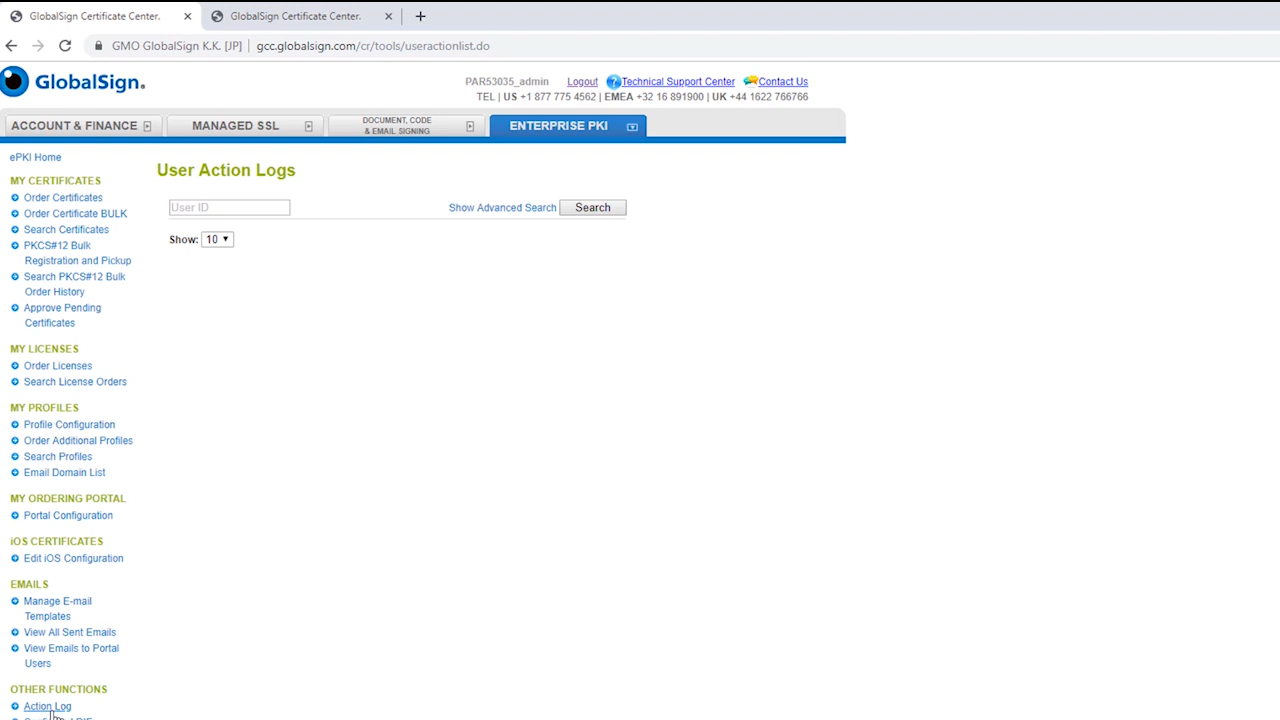 GlobalSign Certificate Center.
GlobalSign Certificate Center.
GMO GlobalSign K.K. [JP] gcc.globalsign.com/cr/tools/useractionlist.do
GlobalSign.
PAR53035_admin Logout Technical Support Center Contact Us
TEL | US +1 877 775 4562 | EMEA +32 16 891900 | UK +44 1622 766766
ACCOUNT & FINANCE
MANAGED SSL
DOCUMENT, CODE
& EMAIL SIGNING
ENTERPRISE PKI
ePKI Home
MY CERTIFICATES
Order Certificates
Order Certificate BULK
Search Certificates
PKCS#12 Bulk
Registration and Pickup
Search PKCS#12 Bulk
Order History
Approve Pending
Certificates
MY LICENSES
Order Licenses
Search License Orders
MY PROFILES
Profile Configuration
Order Additional Profiles
Search Profiles
Email Domain List
MY ORDERING PORTAL
Portal Configuration
iOS CERTIFICATES
Edit iOS Configuration
EMAILS
Manage E-mail
Templates
View All Sent Emails
View Emails to Portal
Users
OTHER FUNCTIONS
Action Log
User Action Logs
User ID
Show Advanced Search Search
Show: 10